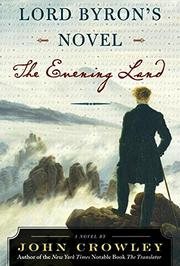 LORD BYRON'S
NOVEL
The Evening Land
A NOVEL BY
JOHN CROWLEY
Author of the New York Times Notable Book The Translator